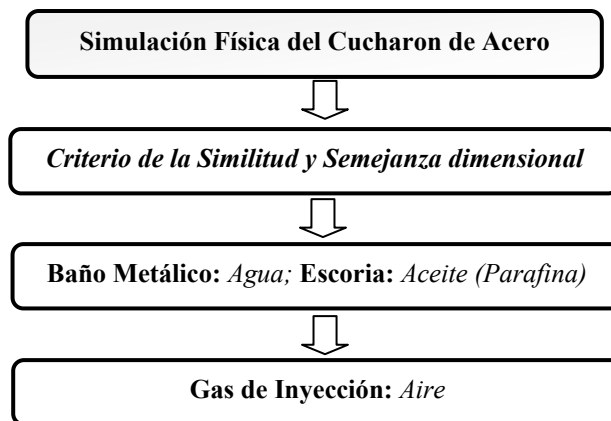 Simulación Física del Cucharon de Acero
Criterio de la Similitud y Semejanza dimensional
Baño Metálico: Agua; Escoria: Aceite (Parafina)
Gas de Inyección: Aire